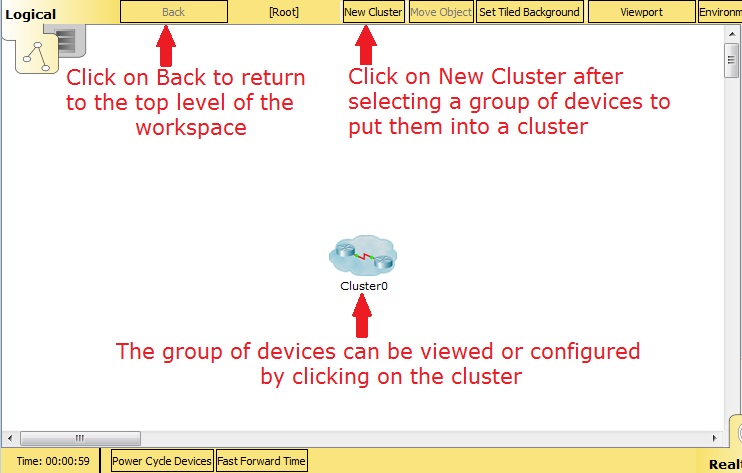 Logical
Back
[Root]
New Cluster
Move Object
Set Tiled Background
Viewport
Environm
Click on Back to return
to the top level of the
workspace
Click on New Cluster after
selecting a group of devices to
put them into a cluster
Cluster0
The group of devices can be viewed or configured
by clicking on the cluster
Time: 00:00:59
Power Cycle Devices
Fast Forward Time
Realt